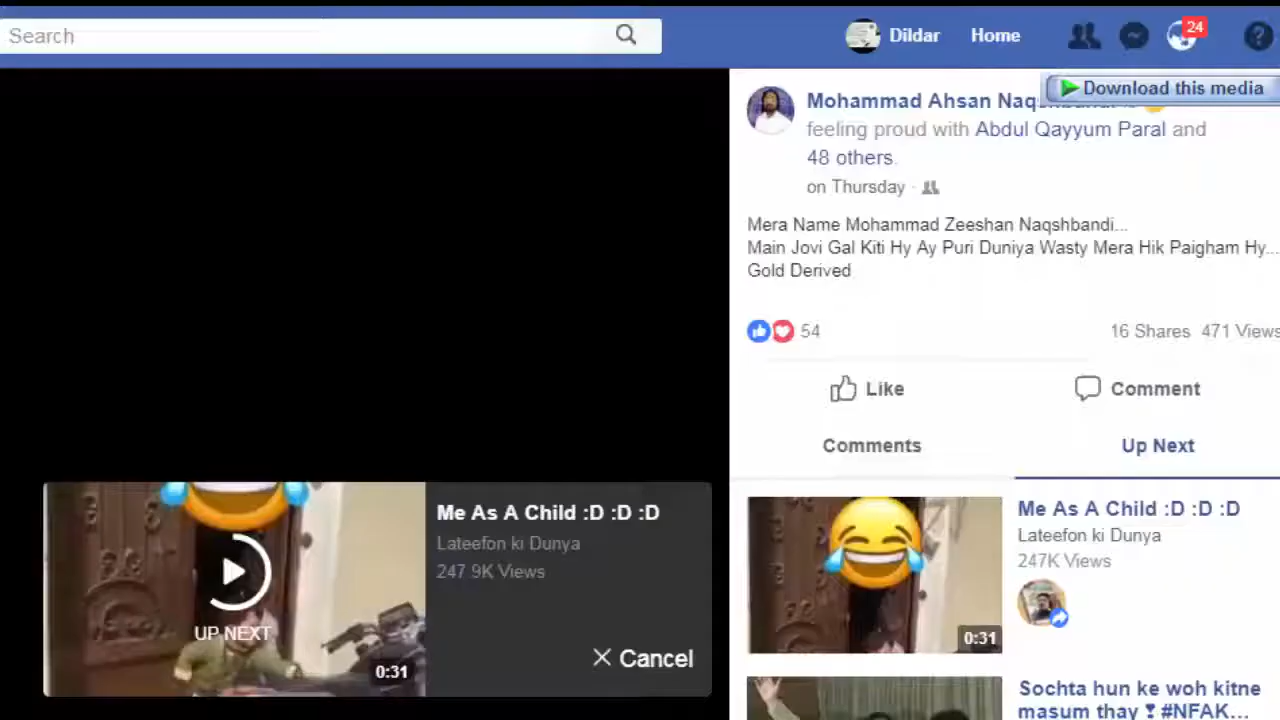 Search
Dildar
Home
24
?
Download this media
Mohammad Ahsan
feeling proud with Abdul Qayyum Paral and
48 others.
on Thursday ·
Mera Name Mohammad Zeeshan Naqshbandi...
Main Jovi Gal Kiti Hy Ay Puri Duniya Wasty Mera Hik Paigham Hy...
Gold Derived
54
16 Shares 471 Views
Like
Comment
Comments
Up Next
Me As A Child :D :D :D
Lateefon ki Dunya
247.9K Views
UP NEXT
0:31
Cancel
Me As A Child :D :D :D
Lateefon ki Dunya
247K Views
0:31
Sochta hun ke woh kitne
masum thay ❣ #NFAK...